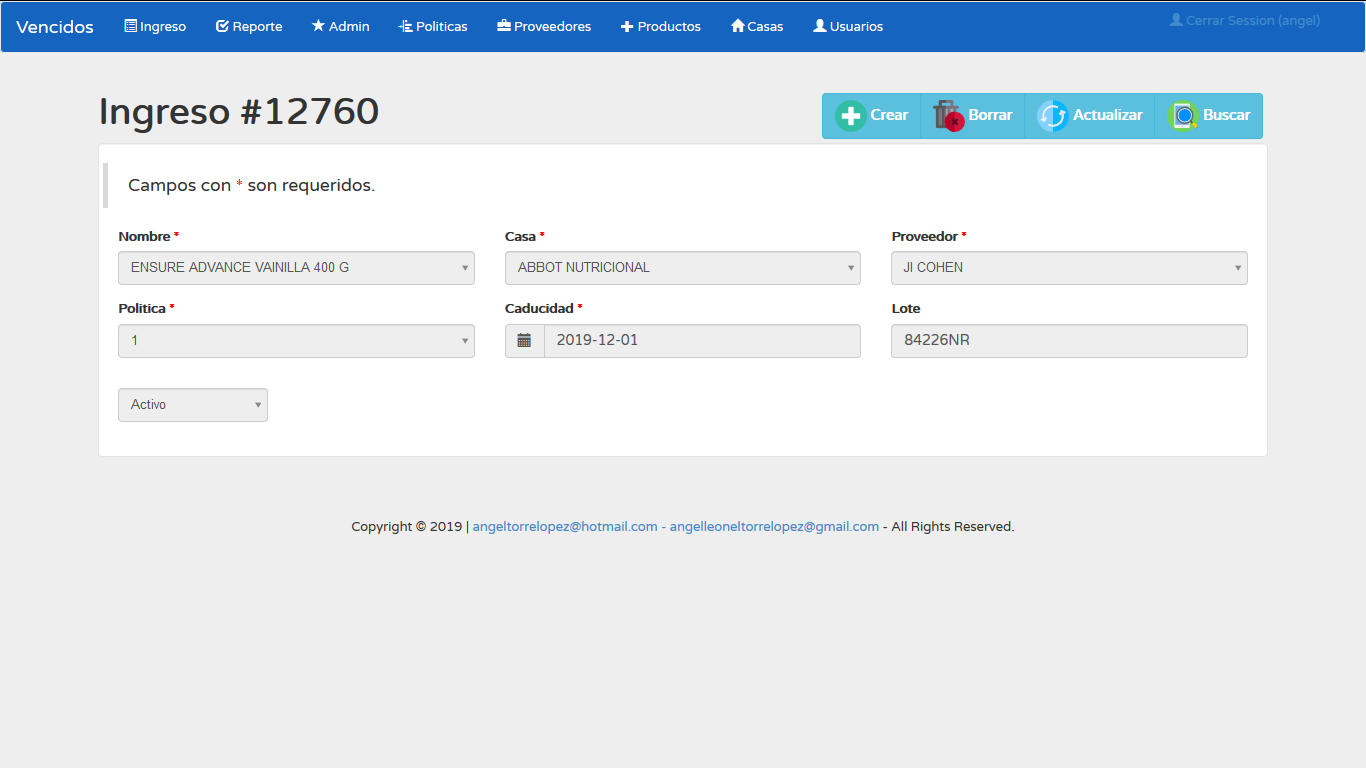 Vencidos Ingreso Reporte Admin Politicas Proveedores Productos Casas Usuarios Cerrar Session (angel)
Ingreso #12760 Crear Borrar Actualizar Buscar
Campos con * son requeridos.
Nombre * Casa * Proveedor *
ENSURE ADVANCE VAINILLA 400 G ABBOT NUTRICIONAL JI COHEN
Politica * Caducidad * Lote
1 2019-12-01 84226NR
Activo
Copyright © 2019 | angeltorrelopez@hotmail.com - angelleoneltorrelopez@gmail.com - All Rights Reserved.